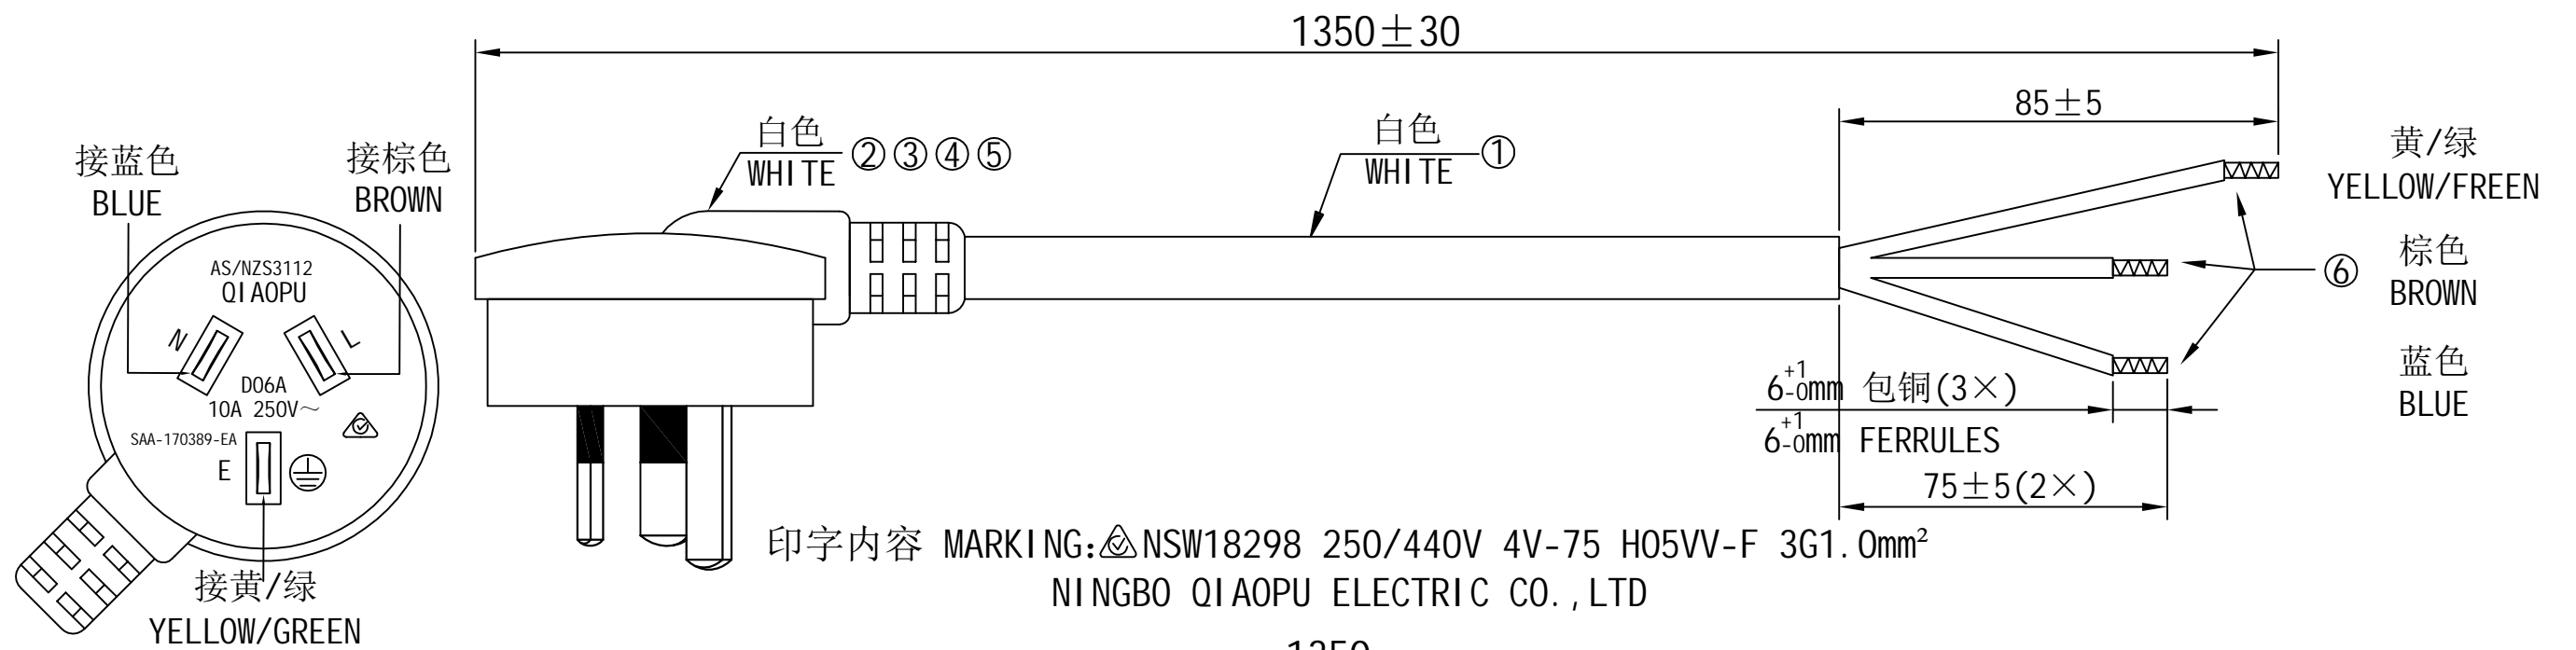 1350±30
85±5
白色
WHITE
②③④⑤
白色
WHITE
①
黄/绿
YELLOW/FREEN
棕色
BROWN
⑥
蓝色
BLUE
接蓝色
BLUE
接棕色
BROWN
AS/NZS3112
QIAOPU
N
L
D06A
10A 250V～
SAA-170389-EA
E
接黄/绿
YELLOW/GREEN
6+1-0mm 包铜(3×)
6+1-0mm FERRULES
75±5(2×)
印字内容 MARKING: NSW18298 250/440V 4V-75 H05VV-F 3G1.0mm²
NINGBO QIAOPU ELECTRIC CO.,LTD
1350